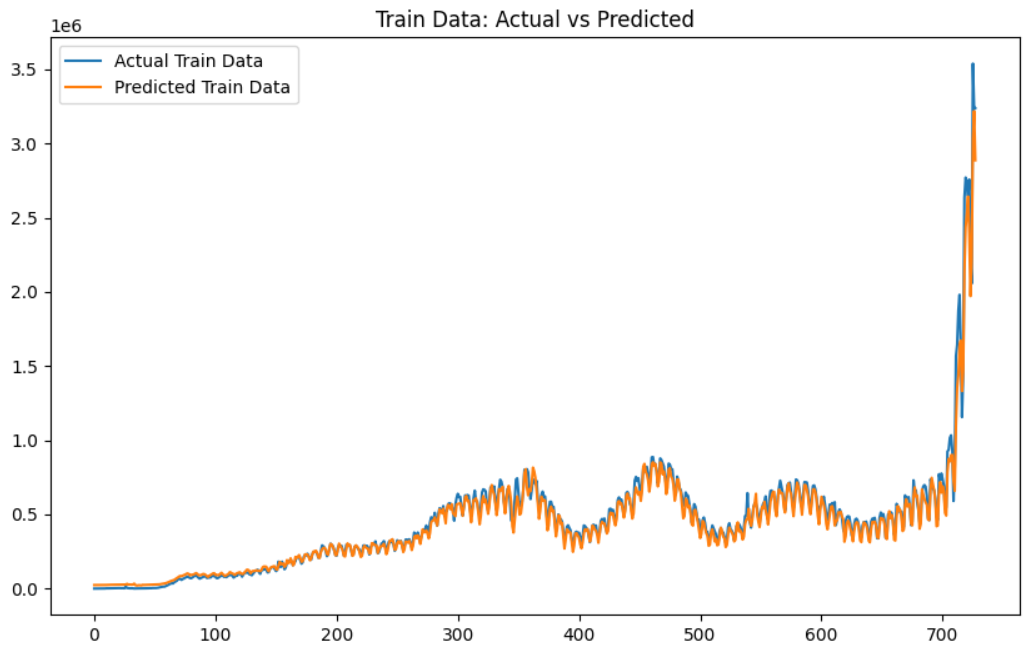 Train Data: Actual vs Predicted
1e6
Actual Train Data
Predicted Train Data
3.5
3.0
2.5
2.0
1.5
1.0
0.5
0.0
0 100 200 300 400 500 600 700